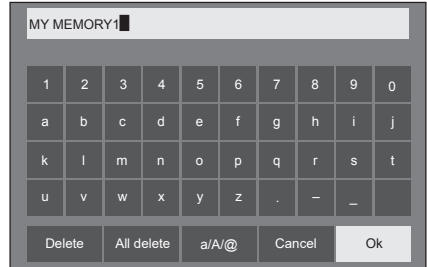 MY MEMORY1
1 2 3 4 5 6 7 8 9 0
a b c d e f g h i j
k l m n o p q r s t
u v w x y z . – _
Delete All delete a/A/@ Cancel Ok